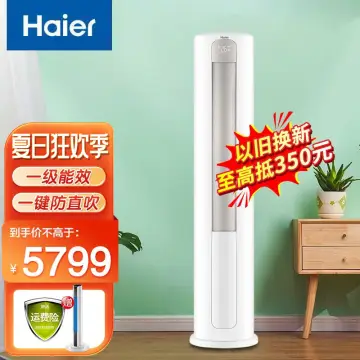 Haier
夏日狂欢季
一级能效
一键防直吹
到手价不高于:
¥5799
以旧换新
至高抵350元
赠
运费险